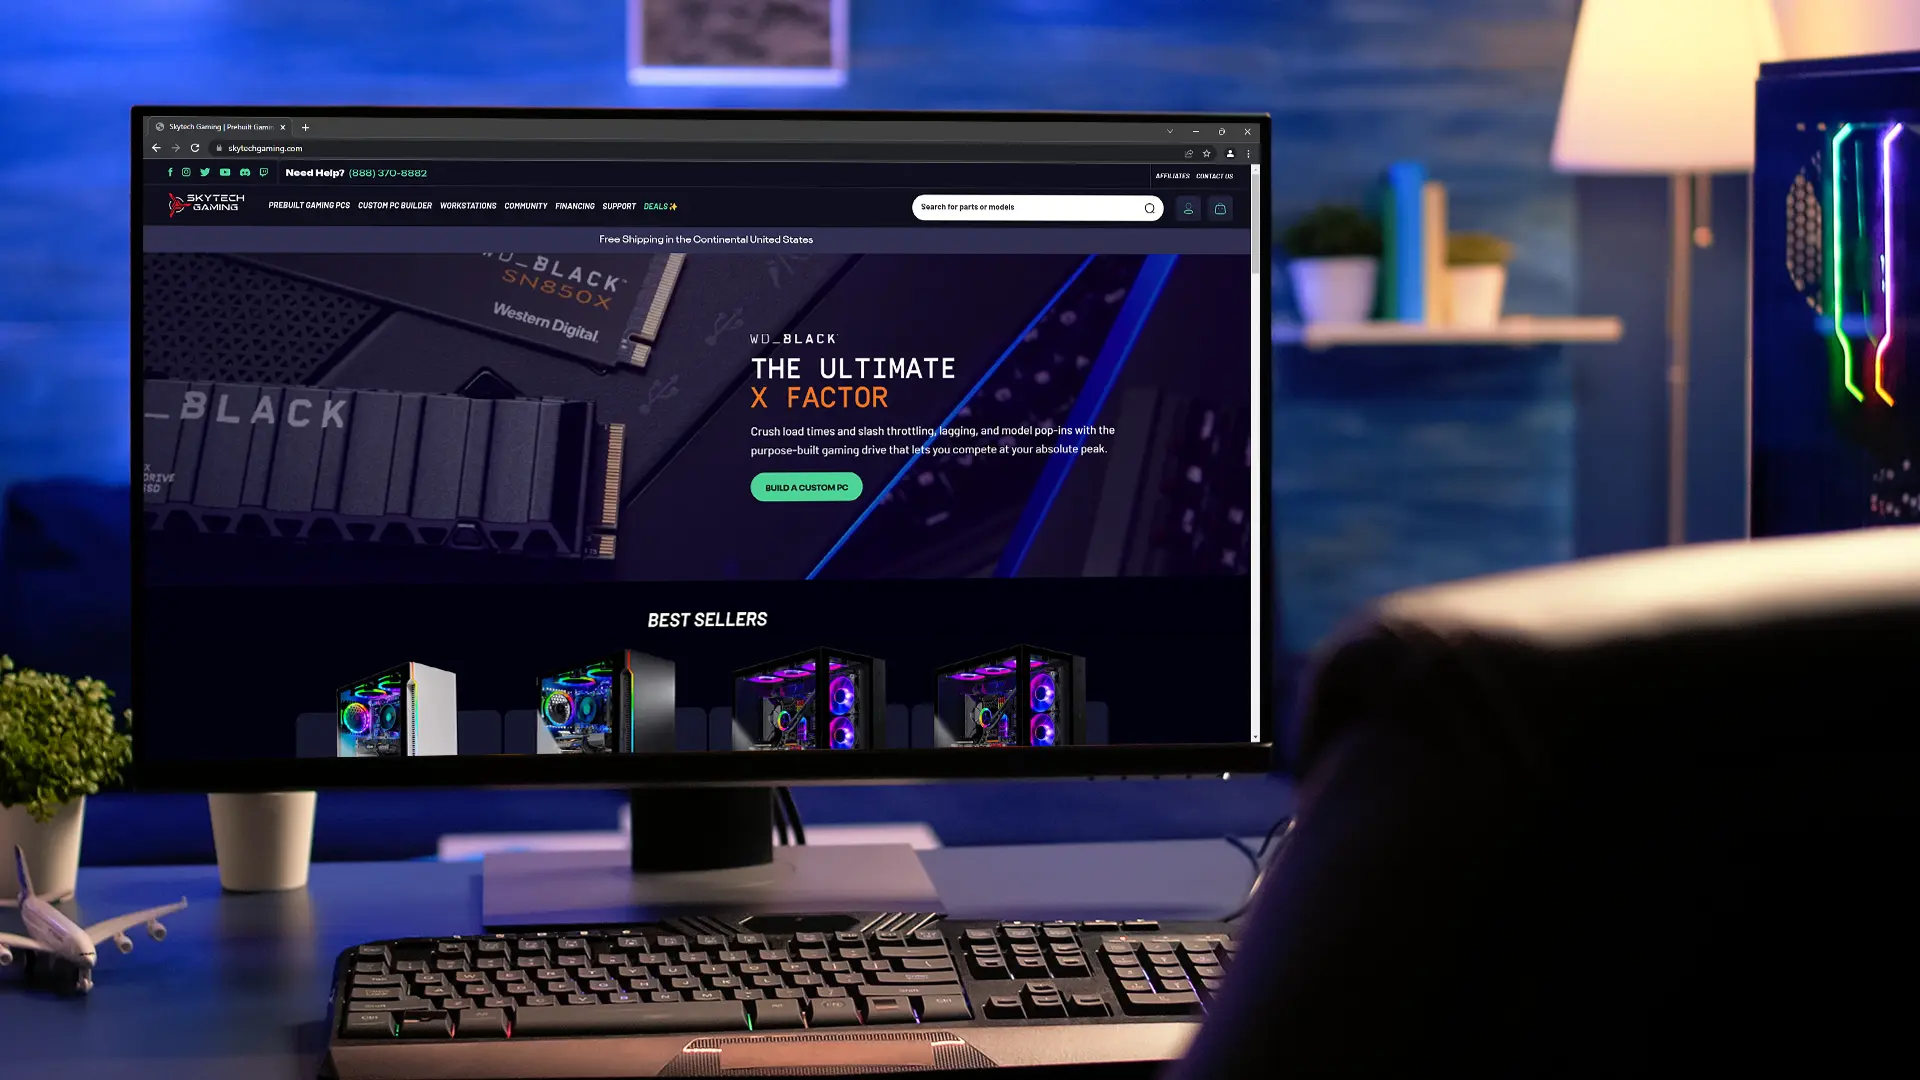 Skytech Gaming | Prebuilt Gamin
skytechgaming.com
Need Help? (888) 370-8882
AFFILIATES CONTACT US
SKYTECH
GAMING
PREBUILT GAMING PCS CUSTOM PC BUILDER WORKSTATIONS COMMUNITY FINANCING SUPPORT DEALS
Search for parts or models
Free Shipping in the Continental United States
WD_BLACK™
SN850X
Western Digital.
_BLACK
X
DRIVE
SSD
WD_BLACK
THE ULTIMATE
X FACTOR
Crush load times and slash throttling, lagging, and model pop-ins with the
purpose-built gaming drive that lets you compete at your absolute peak.
BUILD A CUSTOM PC
BEST SELLERS